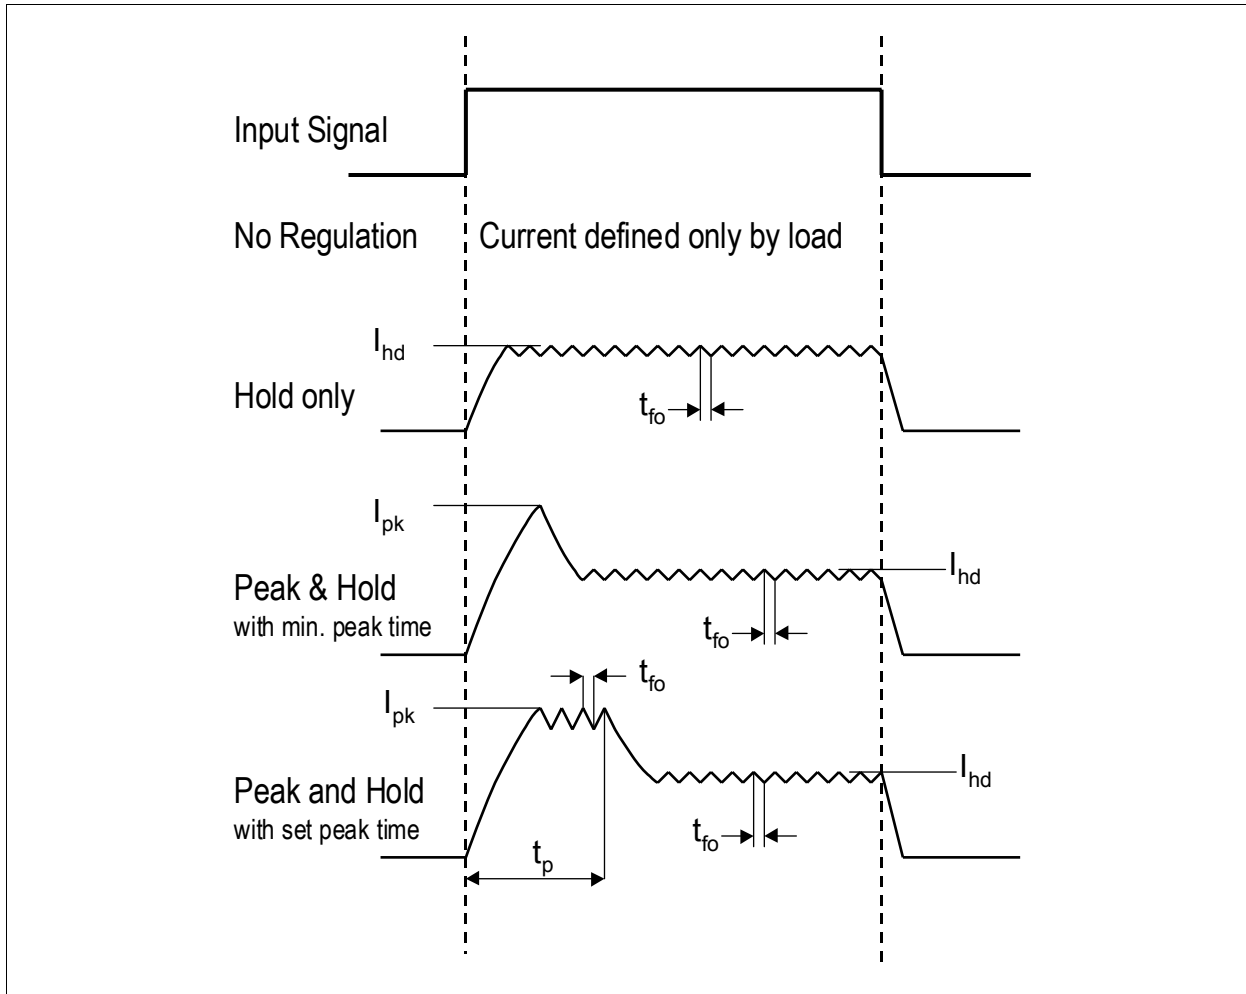 Input Signal
No Regulation Current defined only by load
I_hd
Hold only
t_fo
I_pk
I_hd
Peak & Hold
with min. peak time
t_fo
t_fo
I_pk
I_hd
Peak and Hold
with set peak time
t_fo
t_p